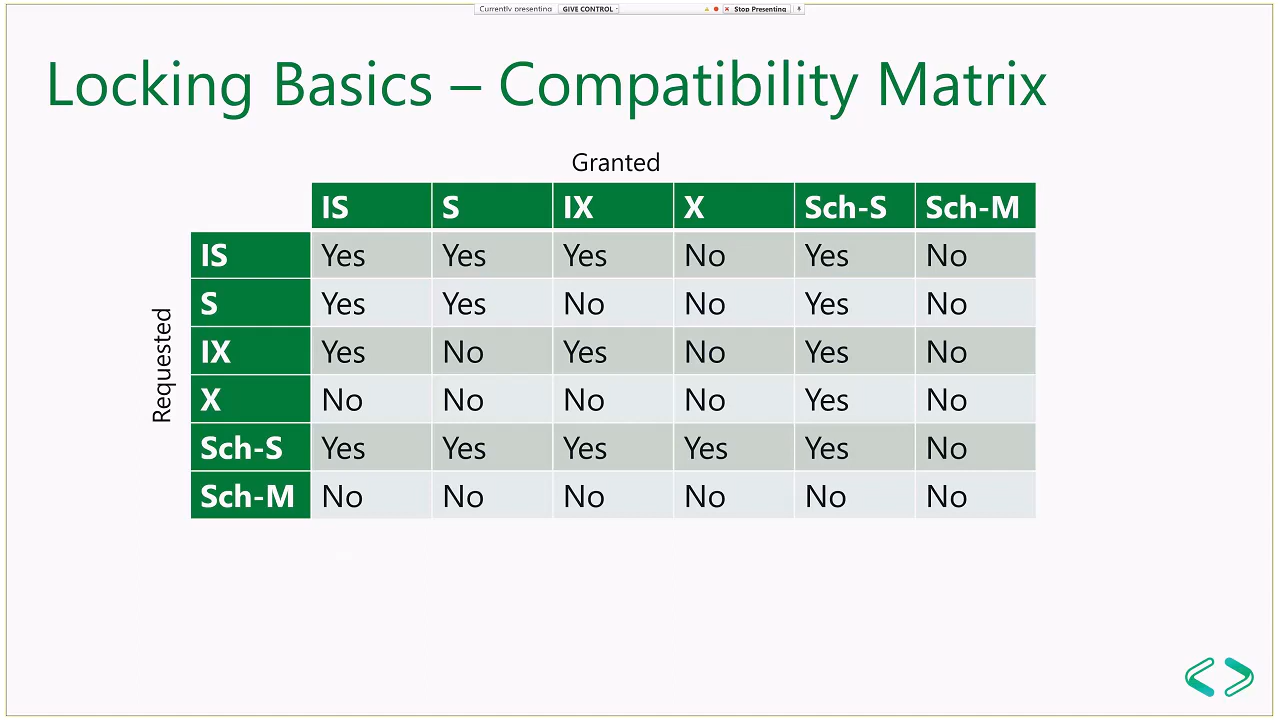 Currently presenting GIVE CONTROL Stop Presenting
Locking Basics – Compatibility Matrix
Granted
IS S IX X Sch-S Sch-M
Requested
IS Yes Yes Yes No Yes No
S Yes Yes No No Yes No
IX Yes No Yes No Yes No
X No No No No Yes No
Sch-S Yes Yes Yes Yes Yes No
Sch-M No No No No No No